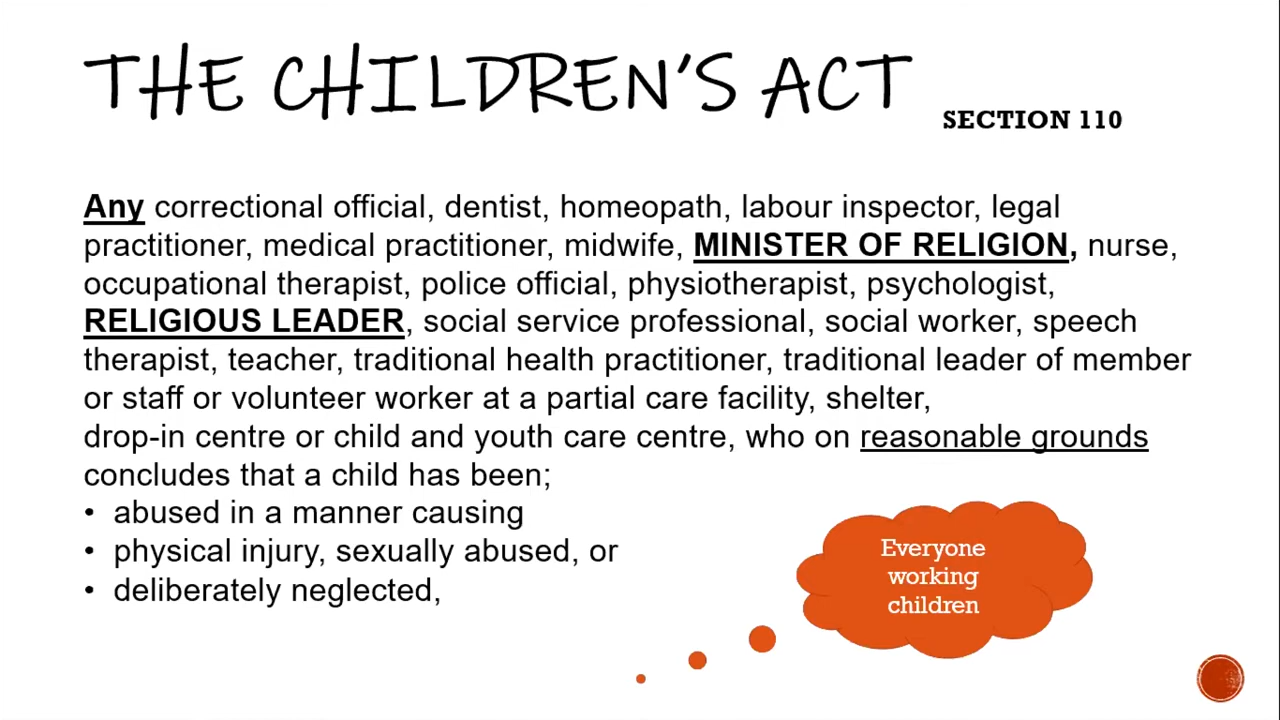 THE CHILDREN'S ACT
SECTION 110
Any correctional official, dentist, homeopath, labour inspector, legal
practitioner, medical practitioner, midwife, MINISTER OF RELIGION, nurse,
occupational therapist, police official, physiotherapist, psychologist,
RELIGIOUS LEADER, social service professional, social worker, speech
therapist, teacher, traditional health practitioner, traditional leader of member
or staff or volunteer worker at a partial care facility, shelter,
drop-in centre or child and youth care centre, who on reasonable grounds
concludes that a child has been;
• abused in a manner causing
• physical injury, sexually abused, or
• deliberately neglected,
Everyone
working
children